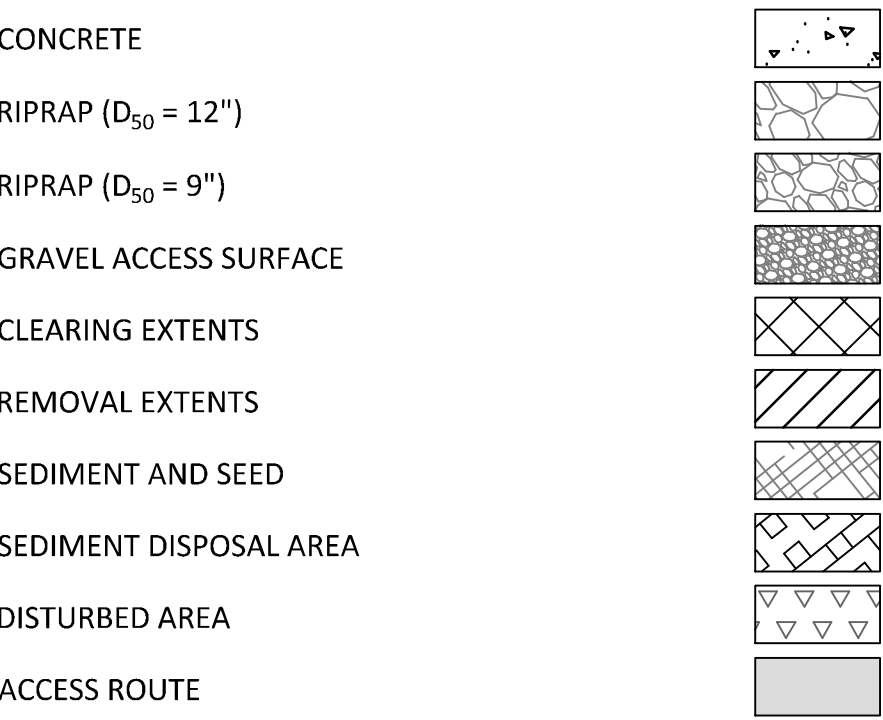 CONCRETE
RIPRAP (D50 = 12")
RIPRAP (D50 = 9")
GRAVEL ACCESS SURFACE
CLEARING EXTENTS
REMOVAL EXTENTS
SEDIMENT AND SEED
SEDIMENT DISPOSAL AREA
DISTURBED AREA
ACCESS ROUTE